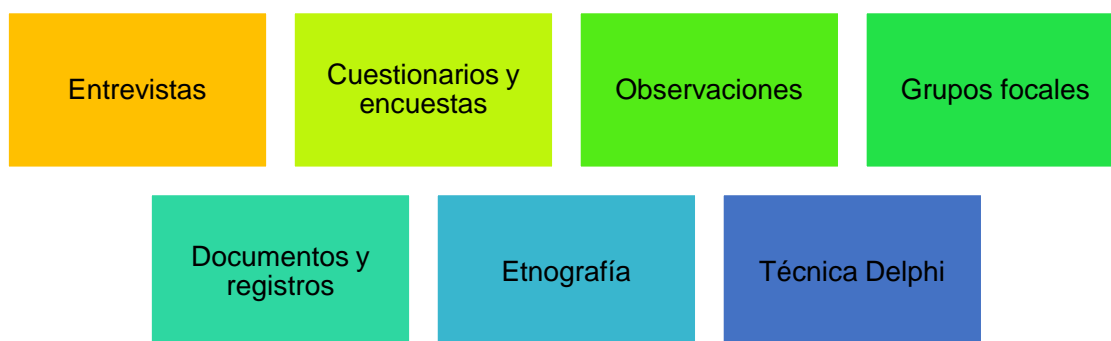 Entrevistas
Cuestionarios y
encuestas
Observaciones
Grupos focales
Documentos y
registros
Etnografía
Técnica Delphi